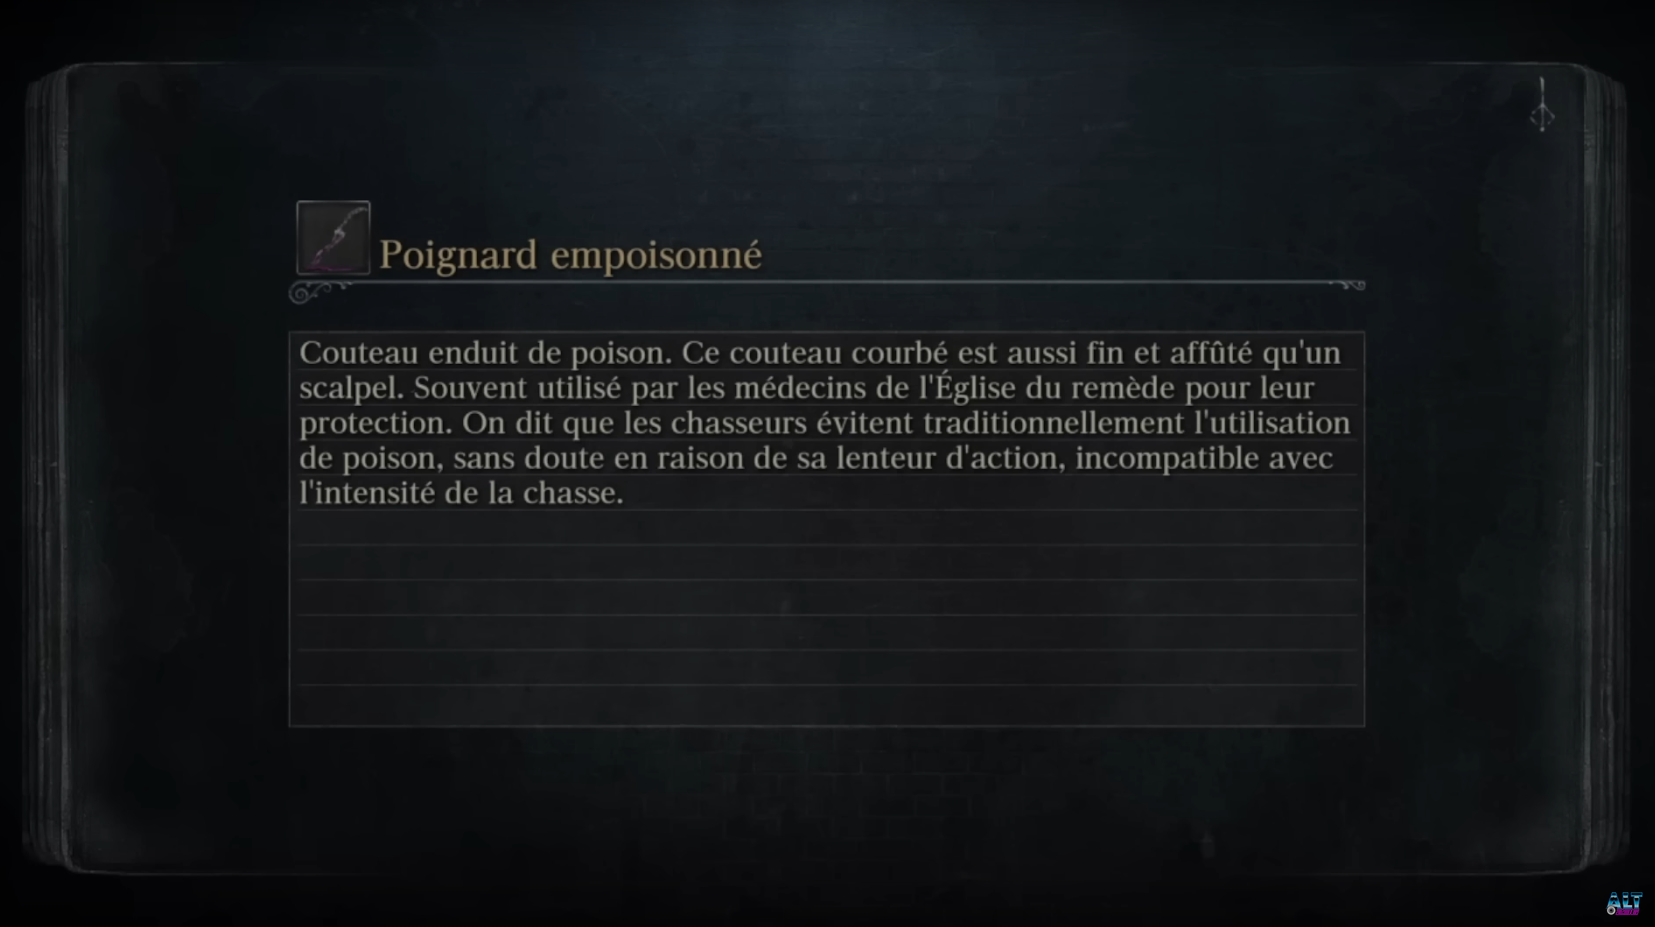 Poignard empoisonné
Couteau enduit de poison. Ce couteau courbé est aussi fin et affûté qu'un
scalpel. Souvent utilisé par les médecins de l'Église du remède pour leur
protection. On dit que les chasseurs évitent traditionnellement l'utilisation
de poison, sans doute en raison de sa lenteur d'action, incompatible avec
l'intensité de la chasse.
ALT